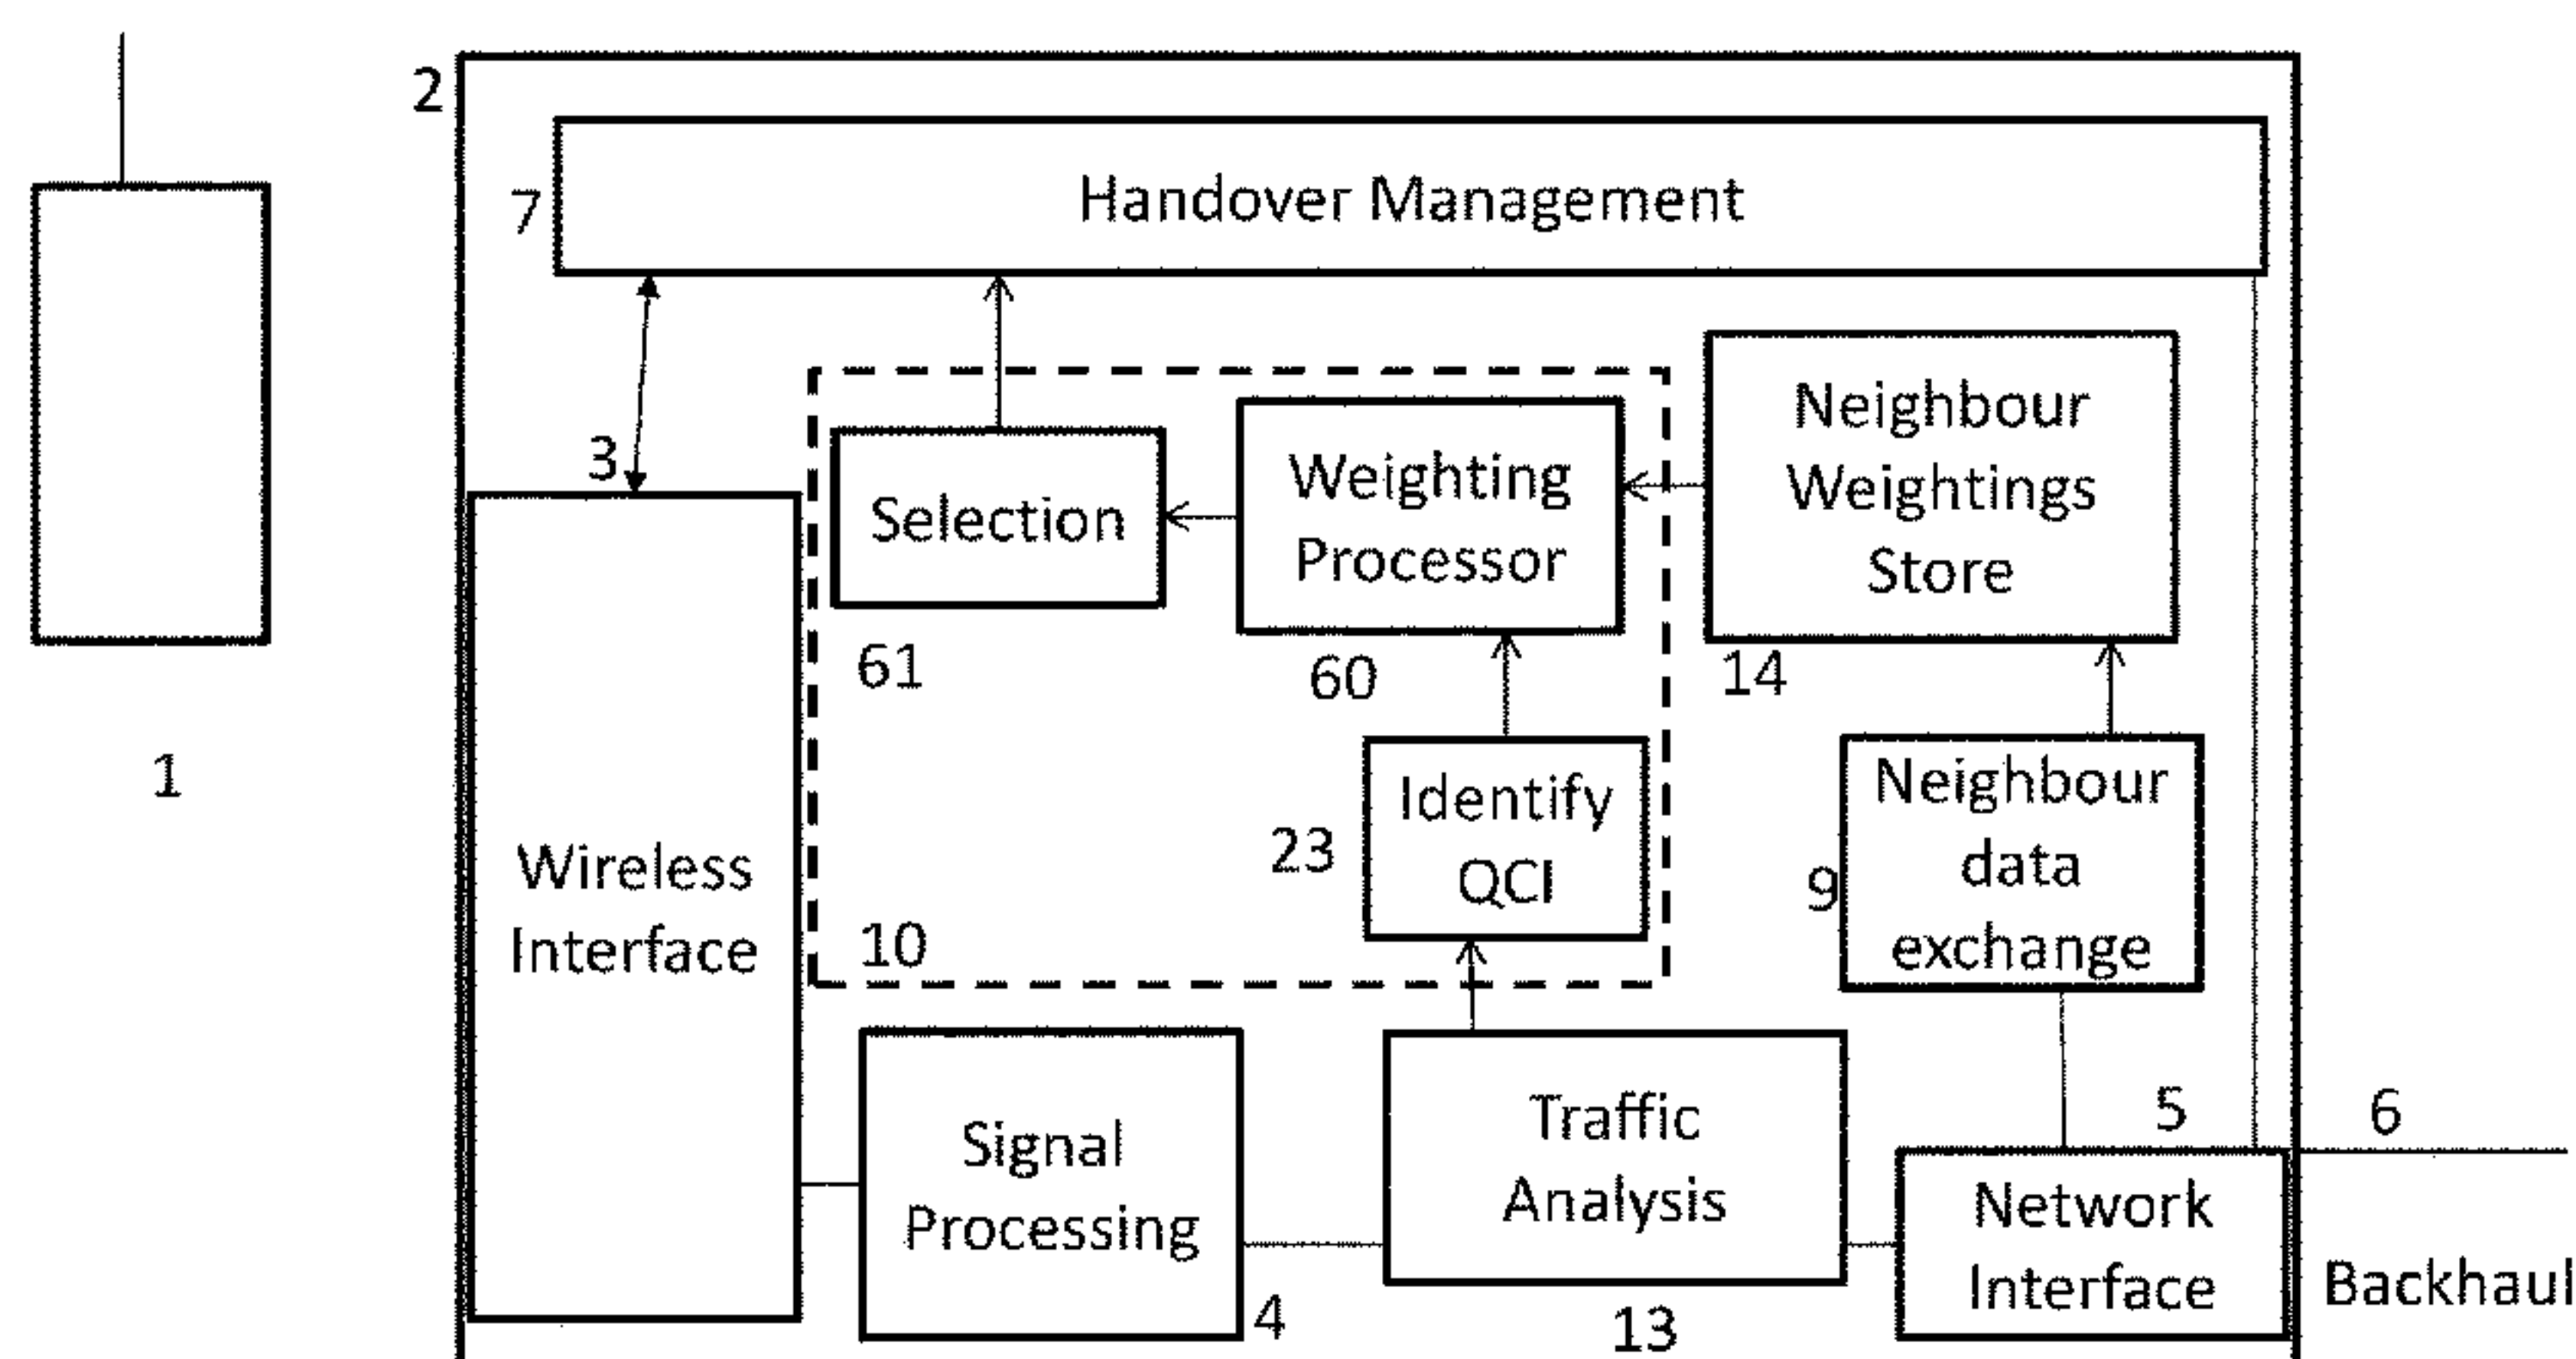 2
7
Handover Management
3
Selection
Weighting
Processor
Neighbour
Weightings
Store
61
60
14
1
Wireless
Interface
10
23
Identify
QCI
9
Neighbour
data
exchange
Signal
Processing
4
Traffic
Analysis
13
5
6
Network
Interface
Backhaul